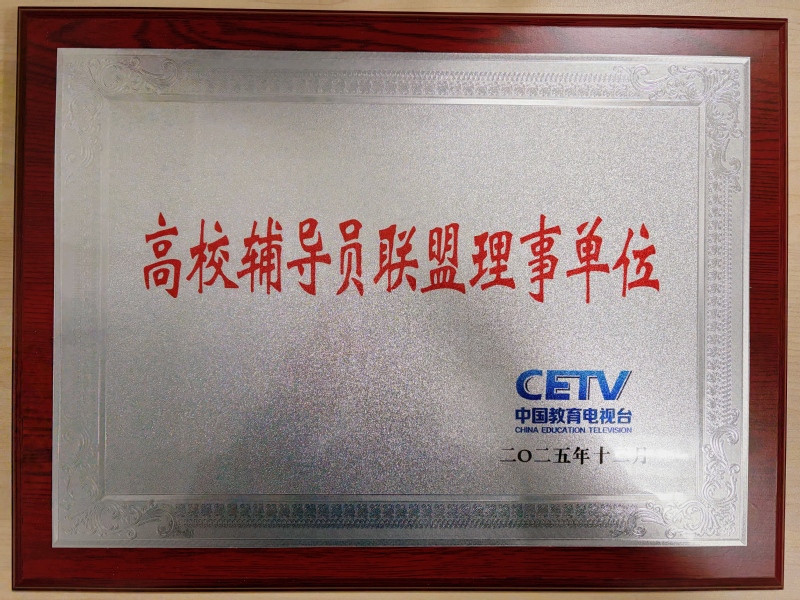 高校辅导员联盟理事单位
CETV
中国教育电视台
CHINA EDUCATION TELEVISION
二〇二五年十二月